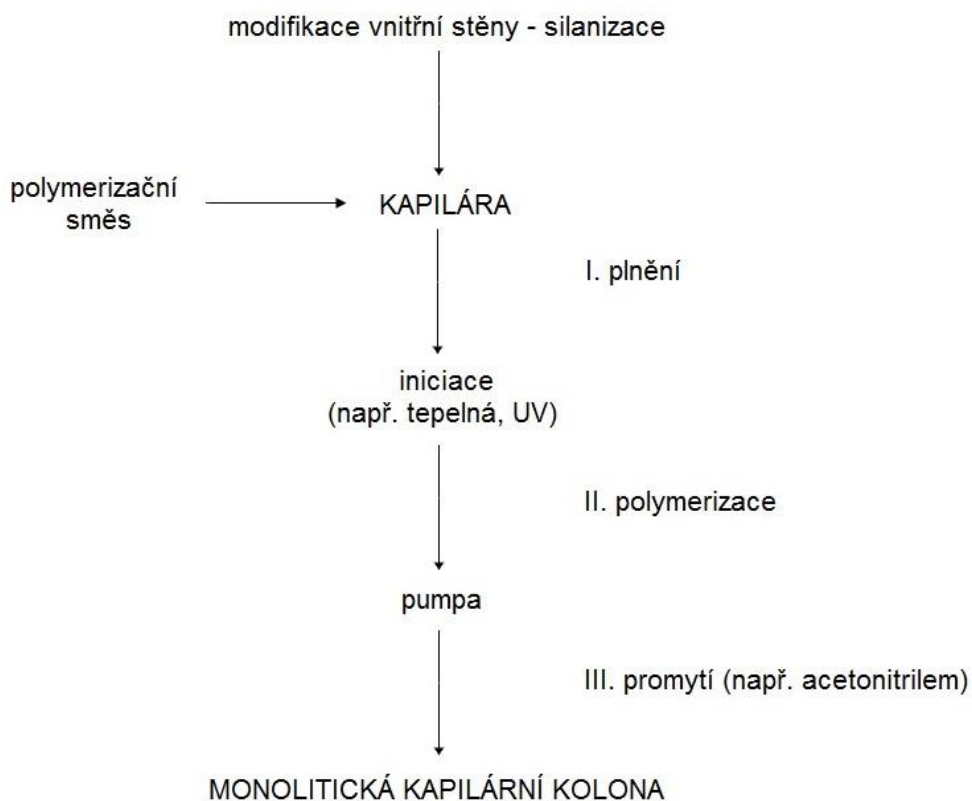 modifikace vnitřní stěny - silanizace
polymerizační
směs
KAPILÁRA
I. plnění
iniciace
(např. tepelná, UV)
II. polymerizace
pumpa
III. promytí (např. acetonitrilem)
MONOLITICKÁ KAPILÁRNÍ KOLONA